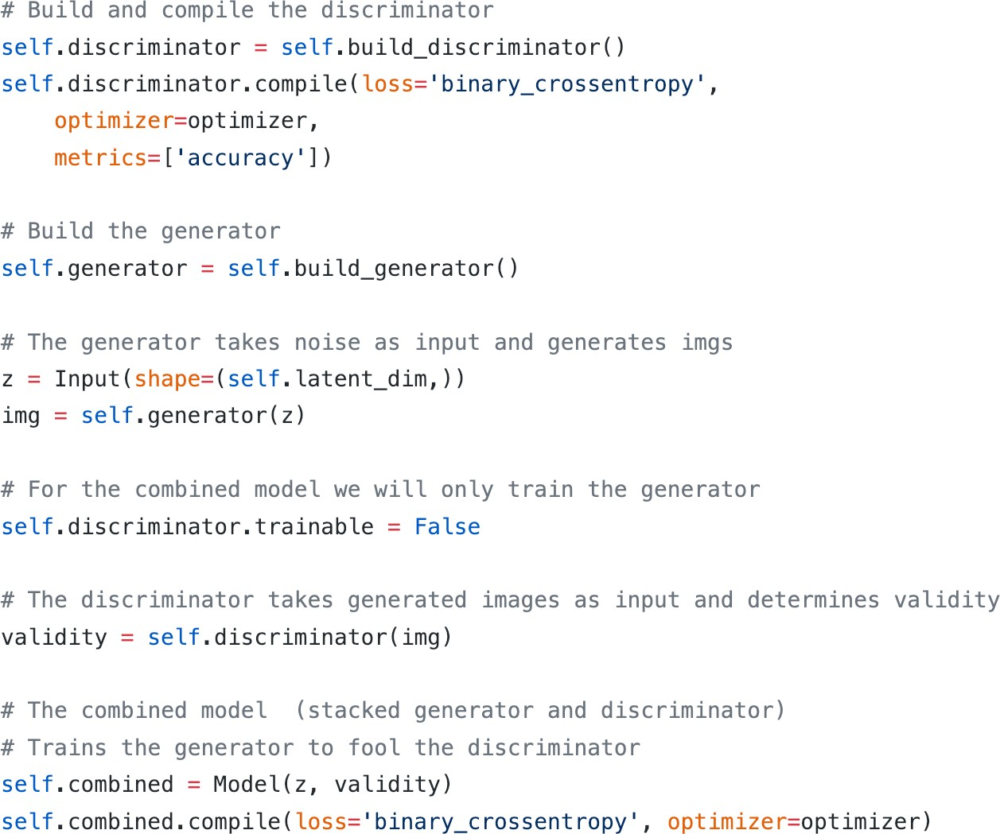 # Build and compile the discriminator
self.discriminator = self.build_discriminator()
self.discriminator.compile(loss='binary_crossentropy',
    optimizer=optimizer,
    metrics=['accuracy'])

# Build the generator
self.generator = self.build_generator()

# The generator takes noise as input and generates imgs
z = Input(shape=(self.latent_dim,))
img = self.generator(z)

# For the combined model we will only train the generator
self.discriminator.trainable = False

# The discriminator takes generated images as input and determines validity
validity = self.discriminator(img)

# The combined model  (stacked generator and discriminator)
# Trains the generator to fool the discriminator
self.combined = Model(z, validity)
self.combined.compile(loss='binary_crossentropy', optimizer=optimizer)